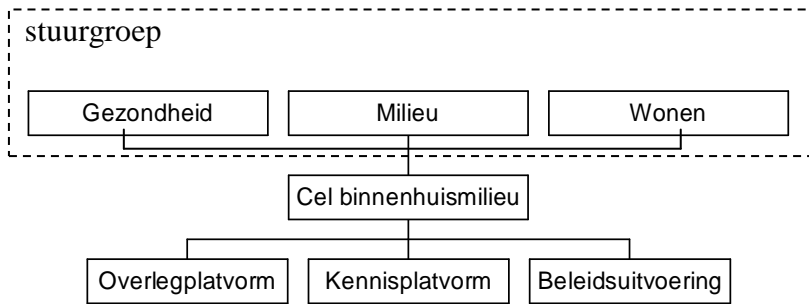 stuurgroep
Gezondheid Milieu Wonen
Cel binnenhuismilieu
Overlegplatvorm Kennisplatvorm Beleidsuitvoering